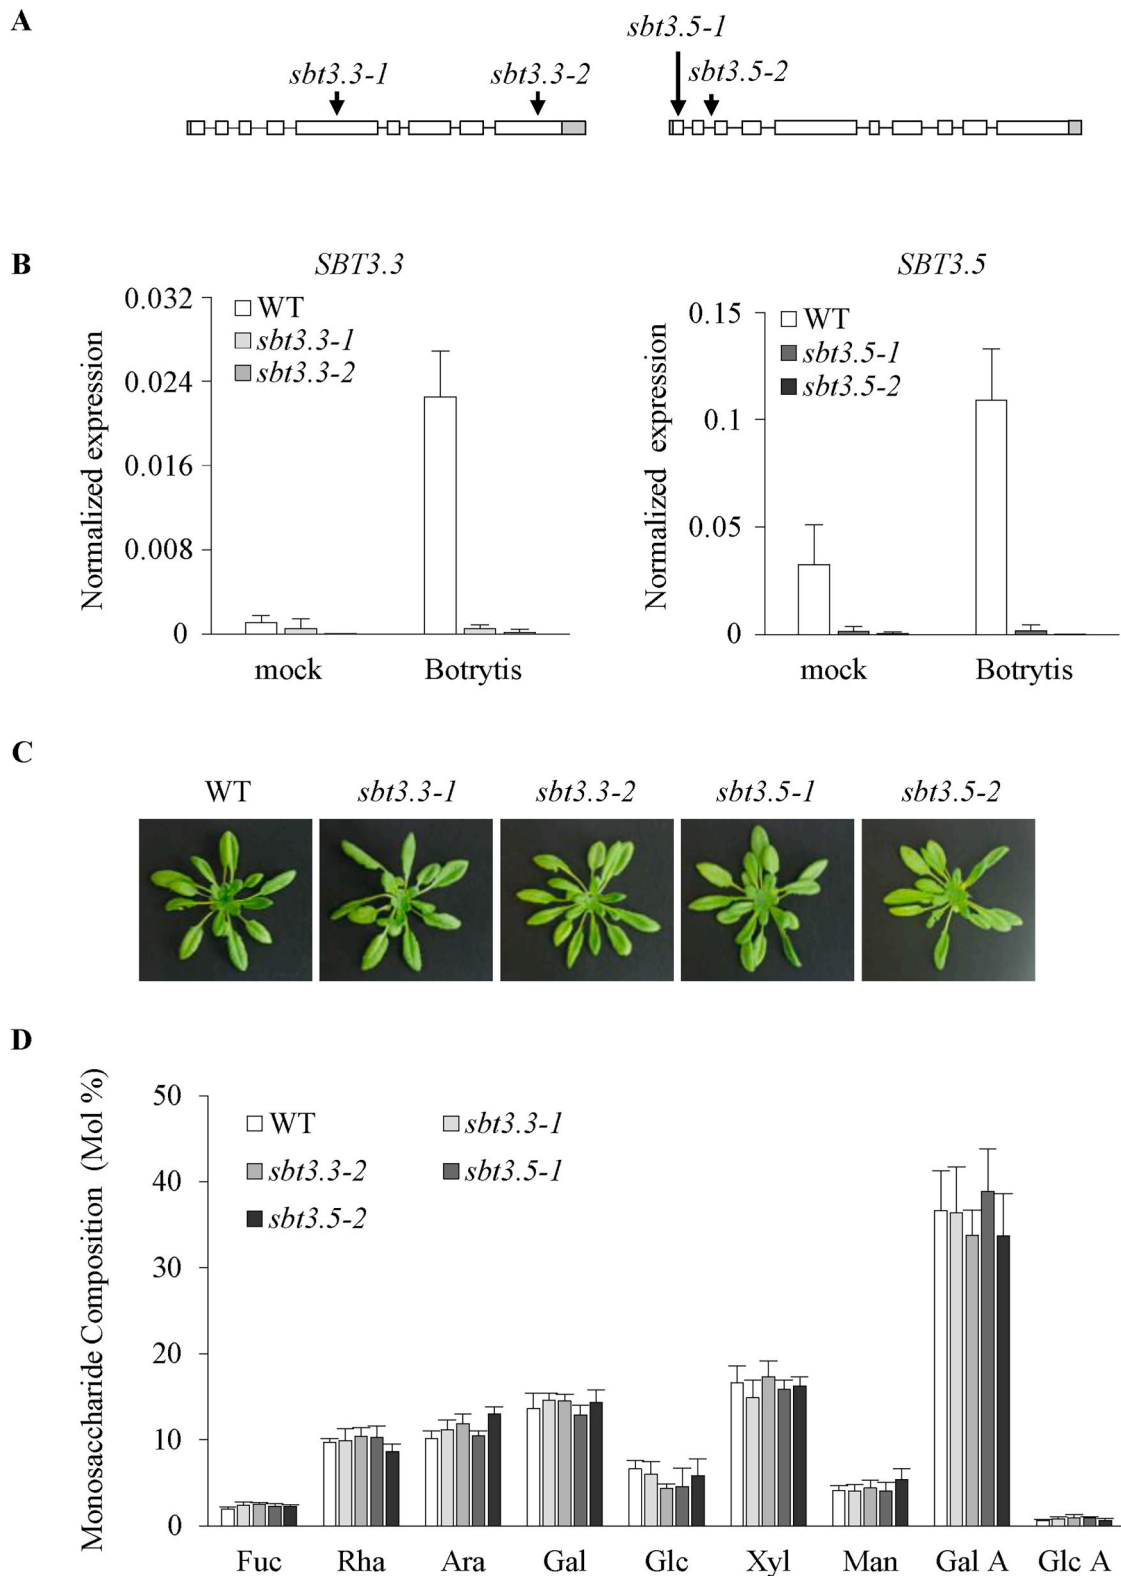 A
sbt3.3-1
sbt3.3-2
sbt3.5-1
sbt3.5-2
B
SBT3.3
Normalized expression
0.032
0.024
0.016
0.008
0
WT
sbt3.3-1
sbt3.3-2
mock
Botrytis
SBT3.5
Normalized expression
0.15
0.1
0.05
0
WT
sbt3.5-1
sbt3.5-2
mock
Botrytis
C
WT
sbt3.3-1
sbt3.3-2
sbt3.5-1
sbt3.5-2
D
Monosaccharide Composition (Mol %)
50
40
30
20
10
0
WT
sbt3.3-1
sbt3.3-2
sbt3.5-1
sbt3.5-2
Fuc
Rha
Ara
Gal
Glc
Xyl
Man
Gal A
Glc A